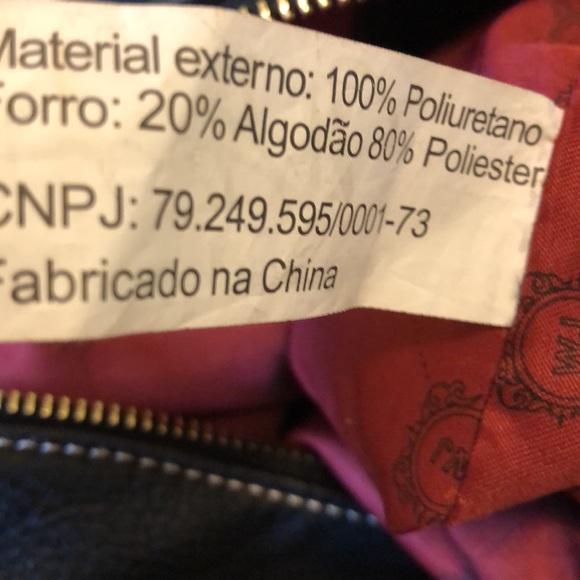 Material externo: 100% Poliuretano
Forro: 20% Algodão 80% Poliester
CNPJ: 79.249.595/0001-73
Fabricado na China
W.J